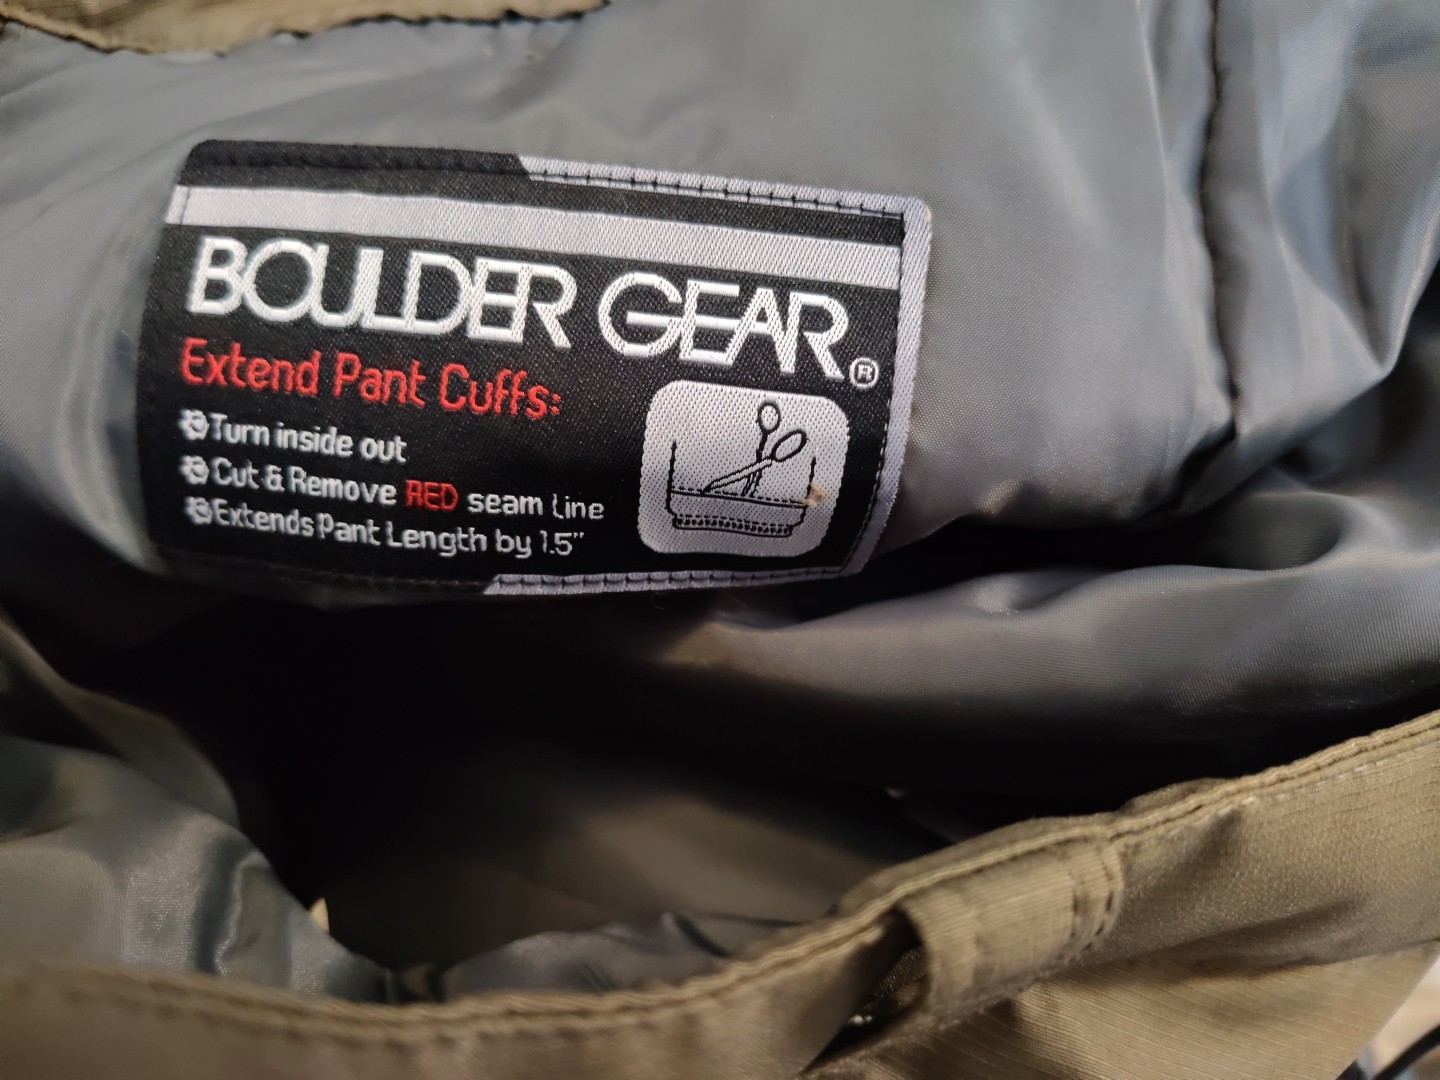 BOULDER GEAR®
Extend Pant Cuffs:
Turn inside out
Cut & Remove RED seam line
Extends Pant Length by 1.5"